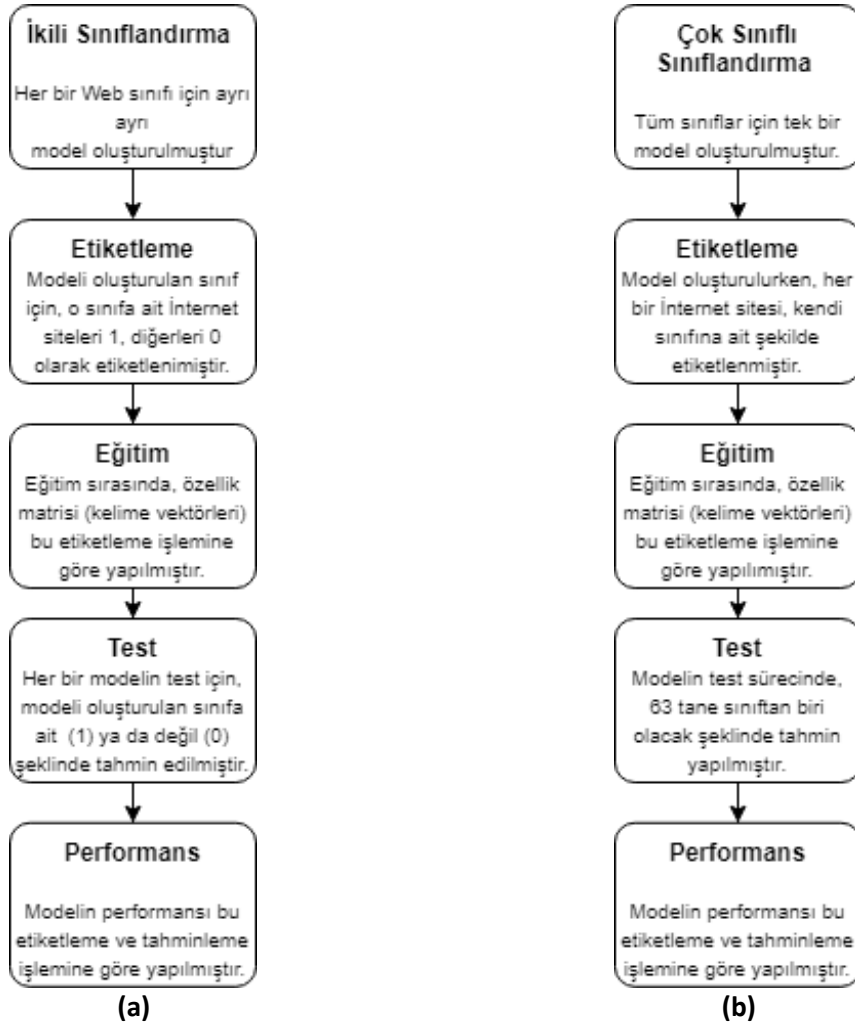 İkili Sınıflandırma
Her bir Web sınıfı için ayrı
ayrı
model oluşturulmuştur
Etiketleme
Modeli oluşturulan sınıf
için, o sınıfa ait İnternet
siteleri 1, diğerleri 0
olarak etiketlenimiştir.
Eğitim
Eğitim sırasında, özellik
matrisi (kelime vektörleri)
bu etiketleme işlemine
göre yapılmıştır.
Test
Her bir modelin test için,
modeli oluşturulan sınıfa
ait (1) ya da değil (0)
şeklinde tahmin edilmiştir.
Performans
Modelin performansı bu
etiketleme ve tahminleme
işlemine göre yapılmıştır.
(a)
Çok Sınıflı
Sınıflandırma
Tüm sınıflar için tek bir
model oluşturulmuştur.
Etiketleme
Model oluşturulurken, her
bir İnternet sitesi, kendi
sınıfına ait şekilde
etiketlenmiştir.
Eğitim
Eğitim sırasında, özellik
matrisi (kelime vektörleri)
bu etiketleme işlemine
göre yapılımıştır.
Test
Modelin test sürecinde,
63 tane sınıftan biri
olacak şeklinde tahmin
yapılmıştır.
Performans
Modelin performansı bu
etiketleme ve tahminleme
işlemine göre yapılmıştır.
(b)